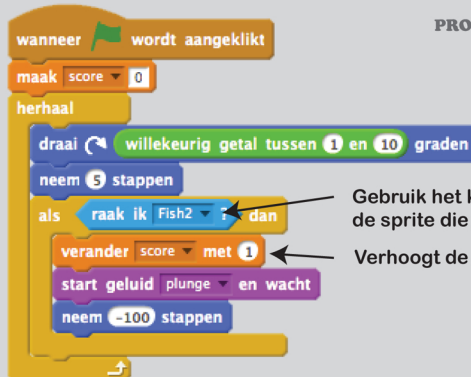 PRO
wanneer wordt aangeklikt
maak score 0
herhaal
draai willekeurig getal tussen 1 en 10 graden
neem 5 stappen
als raak ik Fish2 ? dan
Gebruik het
de sprite die
verander score met 1
Verhoogt de
start geluid plunge en wacht
neem -100 stappen